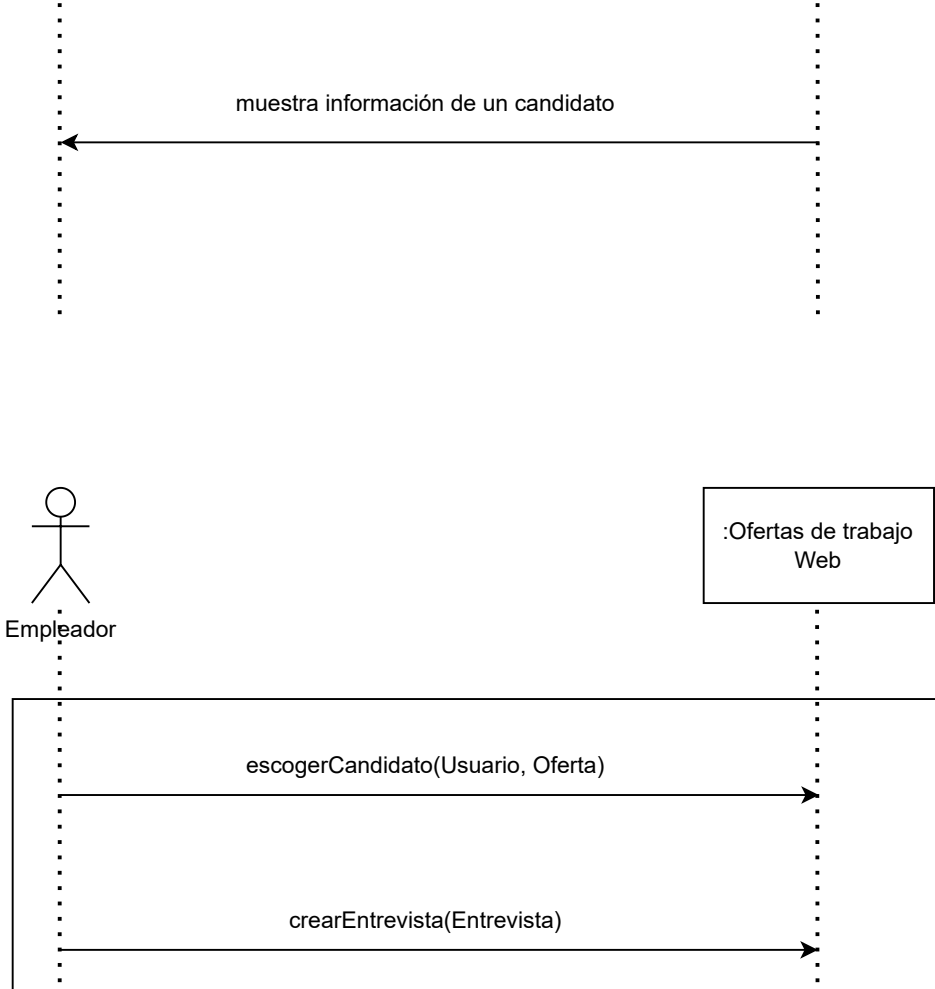 muestra información de un candidato
:Ofertas de trabajo
Web
Empleador
escogerCandidato(Usuario, Oferta)
crearEntrevista(Entrevista)